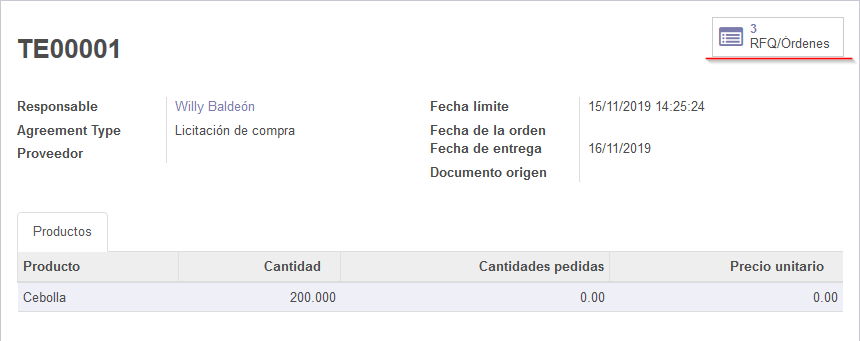 3
RFQ/Órdenes
TE00001
Responsable Willy Baldeón
Agreement Type Licitación de compra
Proveedor
Fecha límite 15/11/2019 14:25:24
Fecha de la orden
Fecha de entrega 16/11/2019
Documento origen
Productos
Producto Cantidad Cantidades pedidas Precio unitario
Cebolla 200.000 0.00 0.00